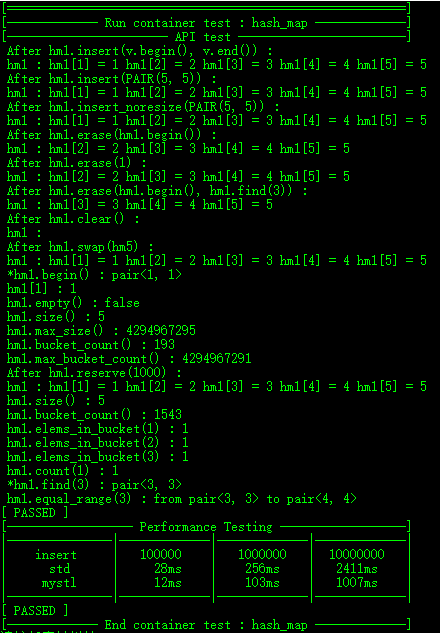 Run container test : hash_map
API test
After hm1.insert(v.begin(), v.end()) :
hm1 : hm1[1] = 1 hm1[2] = 2 hm1[3] = 3 hm1[4] = 4 hm1[5] = 5
After hm1.insert(PAIR(5, 5)) :
hm1 : hm1[1] = 1 hm1[2] = 2 hm1[3] = 3 hm1[4] = 4 hm1[5] = 5
After hm1.insert_noresize(PAIR(5, 5)) :
hm1 : hm1[1] = 1 hm1[2] = 2 hm1[3] = 3 hm1[4] = 4 hm1[5] = 5
After hm1.erase(hm1.begin()) :
hm1 : hm1[2] = 2 hm1[3] = 3 hm1[4] = 4 hm1[5] = 5
After hm1.erase(1) :
hm1 : hm1[2] = 2 hm1[3] = 3 hm1[4] = 4 hm1[5] = 5
After hm1.erase(hm1.begin(), hm1.find(3)) :
hm1 : hm1[3] = 3 hm1[4] = 4 hm1[5] = 5
After hm1.clear() :
hm1 :
After hm1.swap(hm5) :
hm1 : hm1[1] = 1 hm1[2] = 2 hm1[3] = 3 hm1[4] = 4 hm1[5] = 5
*hm1.begin() : pair<1, 1>
hm1[1] : 1
hm1.empty() : false
hm1.size() : 5
hm1.max_size() : 4294967295
hm1.bucket_count() : 193
hm1.max_bucket_count() : 4294967291
After hm1.reserve(1000) :
hm1 : hm1[1] = 1 hm1[2] = 2 hm1[3] = 3 hm1[4] = 4 hm1[5] = 5
hm1.size() : 5
hm1.bucket_count() : 1543
hm1.elems_in_bucket(1) : 1
hm1.elems_in_bucket(2) : 1
hm1.elems_in_bucket(3) : 1
hm1.count(1) : 1
*hm1.find(3) : pair<3, 3>
hm1.equal_range(3) : from pair<3, 3> to pair<4, 4>
[ PASSED ]
Performance Testing
insert 100000 1000000 10000000
std 28ms 256ms 2411ms
mystl 12ms 103ms 1007ms
[ PASSED ]
End container test : hash_map